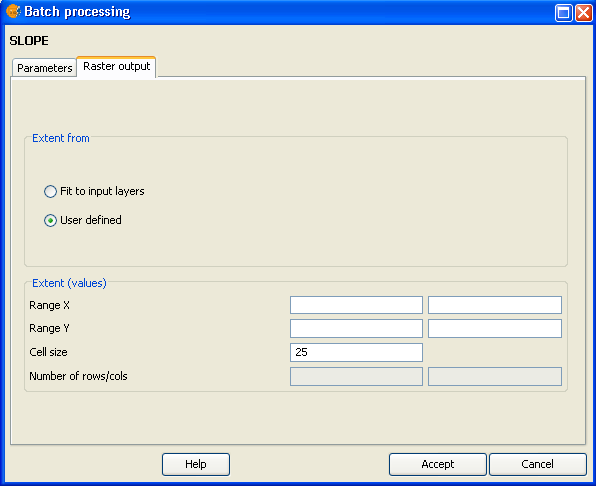 Batch processing
SLOPE
Parameters
Raster output
Extent from
Fit to input layers
User defined
Extent (values)
Range X
Range Y
Cell size
25
Number of rows/cols
Help
Accept
Cancel